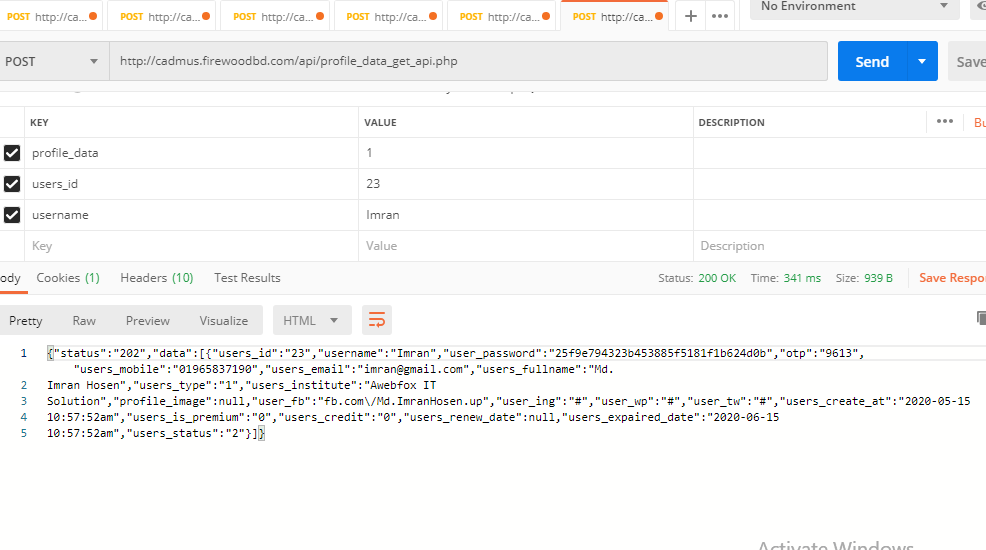 POST http://ca... POST http://ca... POST http://ca... POST http://ca... POST http://ca... POST http://ca... + ••• No Environment
POST http://cadmus.firewoodbd.com/api/profile_data_get_api.php Send Save
KEY VALUE DESCRIPTION ••• Bu
profile_data 1
users_id 23
username Imran
Key Value Description
ody Cookies (1) Headers (10) Test Results Status: 200 OK Time: 341 ms Size: 939 B Save Respo
Pretty Raw Preview Visualize HTML
1 {"status":"202","data":[{"users_id":"23","username":"Imran","user_password":"25f9e794323b453885f5181f1b624d0b","otp":"9613",
"users_mobile":"01965837190","users_email":"imran@gmail.com","users_fullname":"Md.
2 Imran Hosen","users_type":"1","users_institute":"Awebfox IT
3 Solution","profile_image":null,"user_fb":"fb.com\/Md.ImranHosen.up","user_ing":"#","user_wp":"#","user_tw":"#","users_create_at":"2020-05-15
4 10:57:52am","users_is_premium":"0","users_credit":"0","users_renew_date":null,"users_expaired_date":"2020-06-15
5 10:57:52am","users_status":"2"}]}
Activate Windows